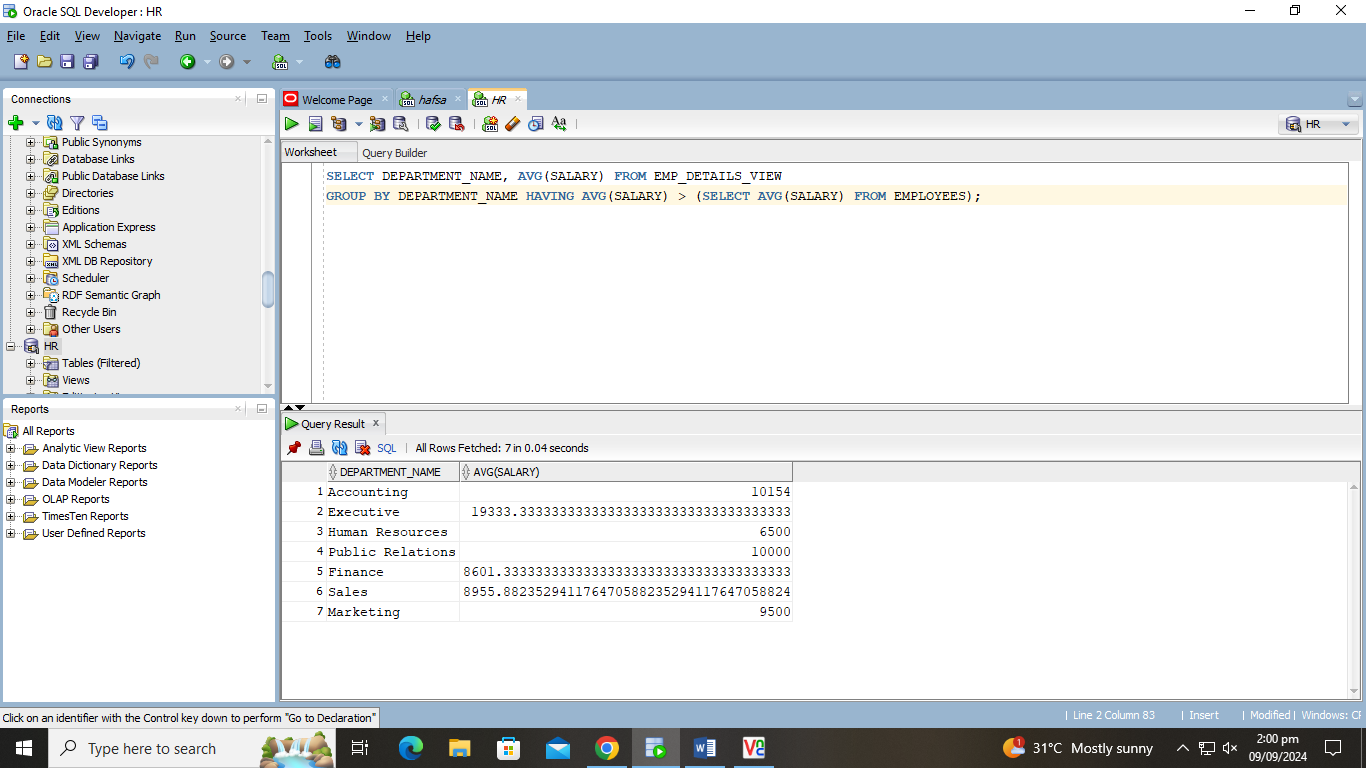 Oracle SQL Developer : HR
File Edit View Navigate Run Source Team Tools Window Help
Connections
Welcome Page
hafsa
HR
HR
Worksheet
Query Builder
Public Synonyms
Database Links
Public Database Links
Directories
Editions
Application Express
XML Schemas
XML DB Repository
Scheduler
RDF Semantic Graph
Recycle Bin
Other Users
HR
Tables (Filtered)
Views
SELECT DEPARTMENT_NAME, AVG(SALARY) FROM EMP_DETAILS_VIEW
GROUP BY DEPARTMENT_NAME HAVING AVG(SALARY) > (SELECT AVG(SALARY) FROM EMPLOYEES);
Reports
All Reports
Analytic View Reports
Data Dictionary Reports
Data Modeler Reports
OLAP Reports
TimesTen Reports
User Defined Reports
Query Result
SQL | All Rows Fetched: 7 in 0.04 seconds
DEPARTMENT_NAME AVG(SALARY)
1 Accounting 10154
2 Executive 19333.3333333333333333333333333333333333
3 Human Resources 6500
4 Public Relations 10000
5 Finance 8601.33333333333333333333333333333333333
6 Sales 8955.88235294117647058823529411764705882
7 Marketing 9500
Click on an identifier with the Control key down to perform "Go to Declaration"
| Line 2 Column 83 | Insert | Modified | Windows: CF
Type here to search
31°C Mostly sunny
2:00 pm
09/09/2024